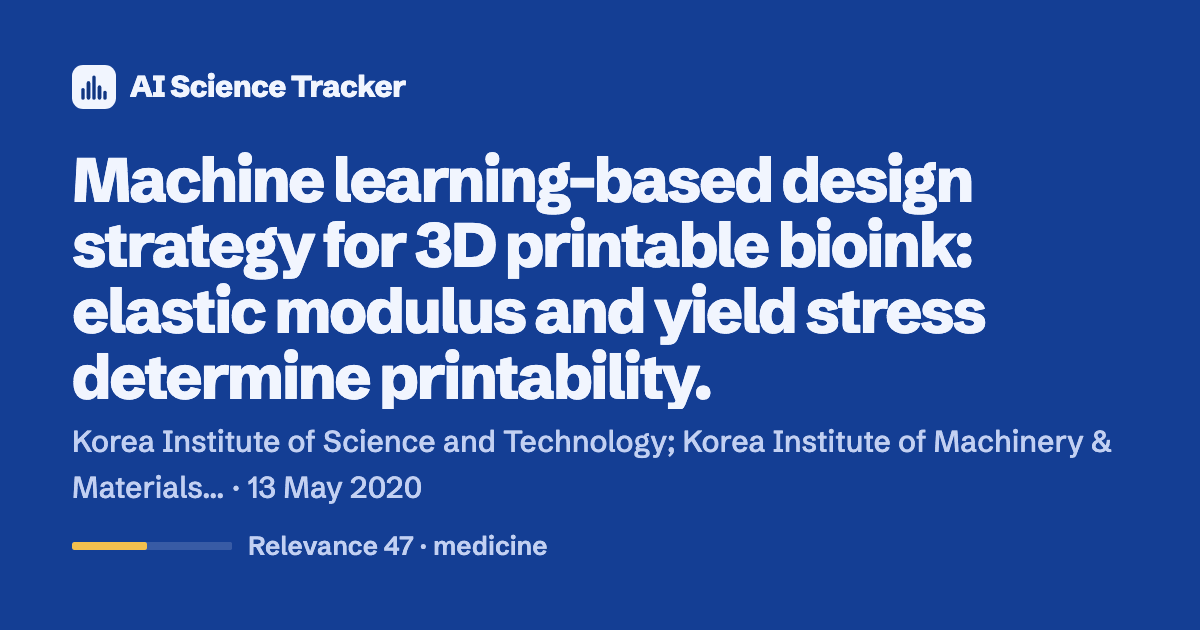 AI Science Tracker
Machine learning-based design
strategy for 3D printable bioink:
elastic modulus and yield stress
determine printability.
Korea Institute of Science and Technology; Korea Institute of Machinery &
Materials... · 13 May 2020
Relevance 47 · medicine